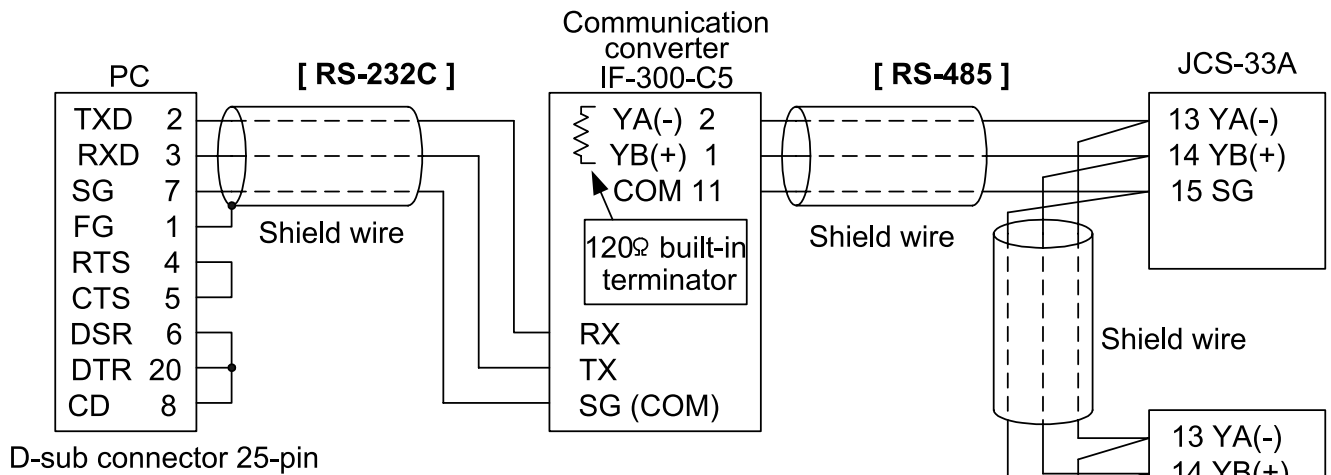 Communication
converter
IF-300-C5
PC
[ RS-232C ]
[ RS-485 ]
JCS-33A
TXD 2
RXD 3
SG 7
FG 1
RTS 4
CTS 5
DSR 6
DTR 20
CD 8
Shield wire
YA(-) 2
YB(+) 1
COM 11
120Ω built-in
terminator
RX
TX
SG (COM)
Shield wire
13 YA(-)
14 YB(+)
15 SG
Shield wire
13 YA(-)
14 YB(+)
D-sub connector 25-pin